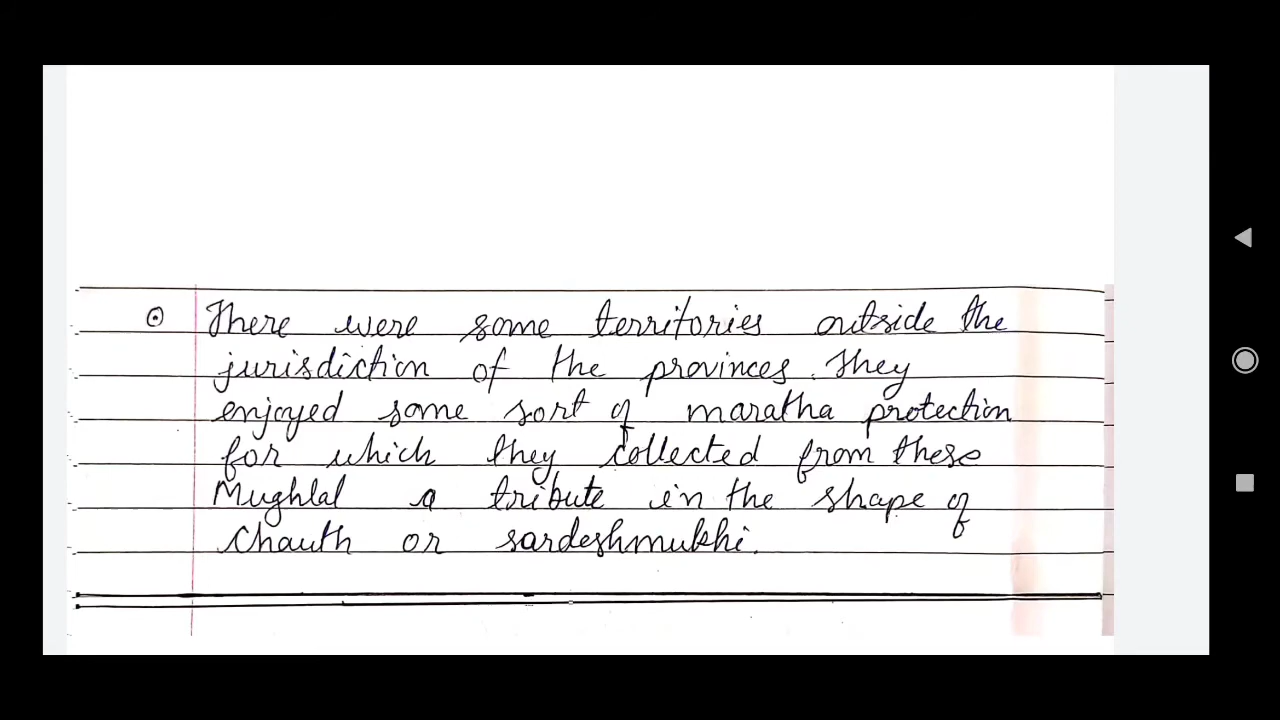 There were some territories outside the
jurisdiction of the provinces. They
enjoyed some sort of maratha protection
for which they collected from these
Mughlal a tribute in the shape of
Chauth or sardeshmukhi.